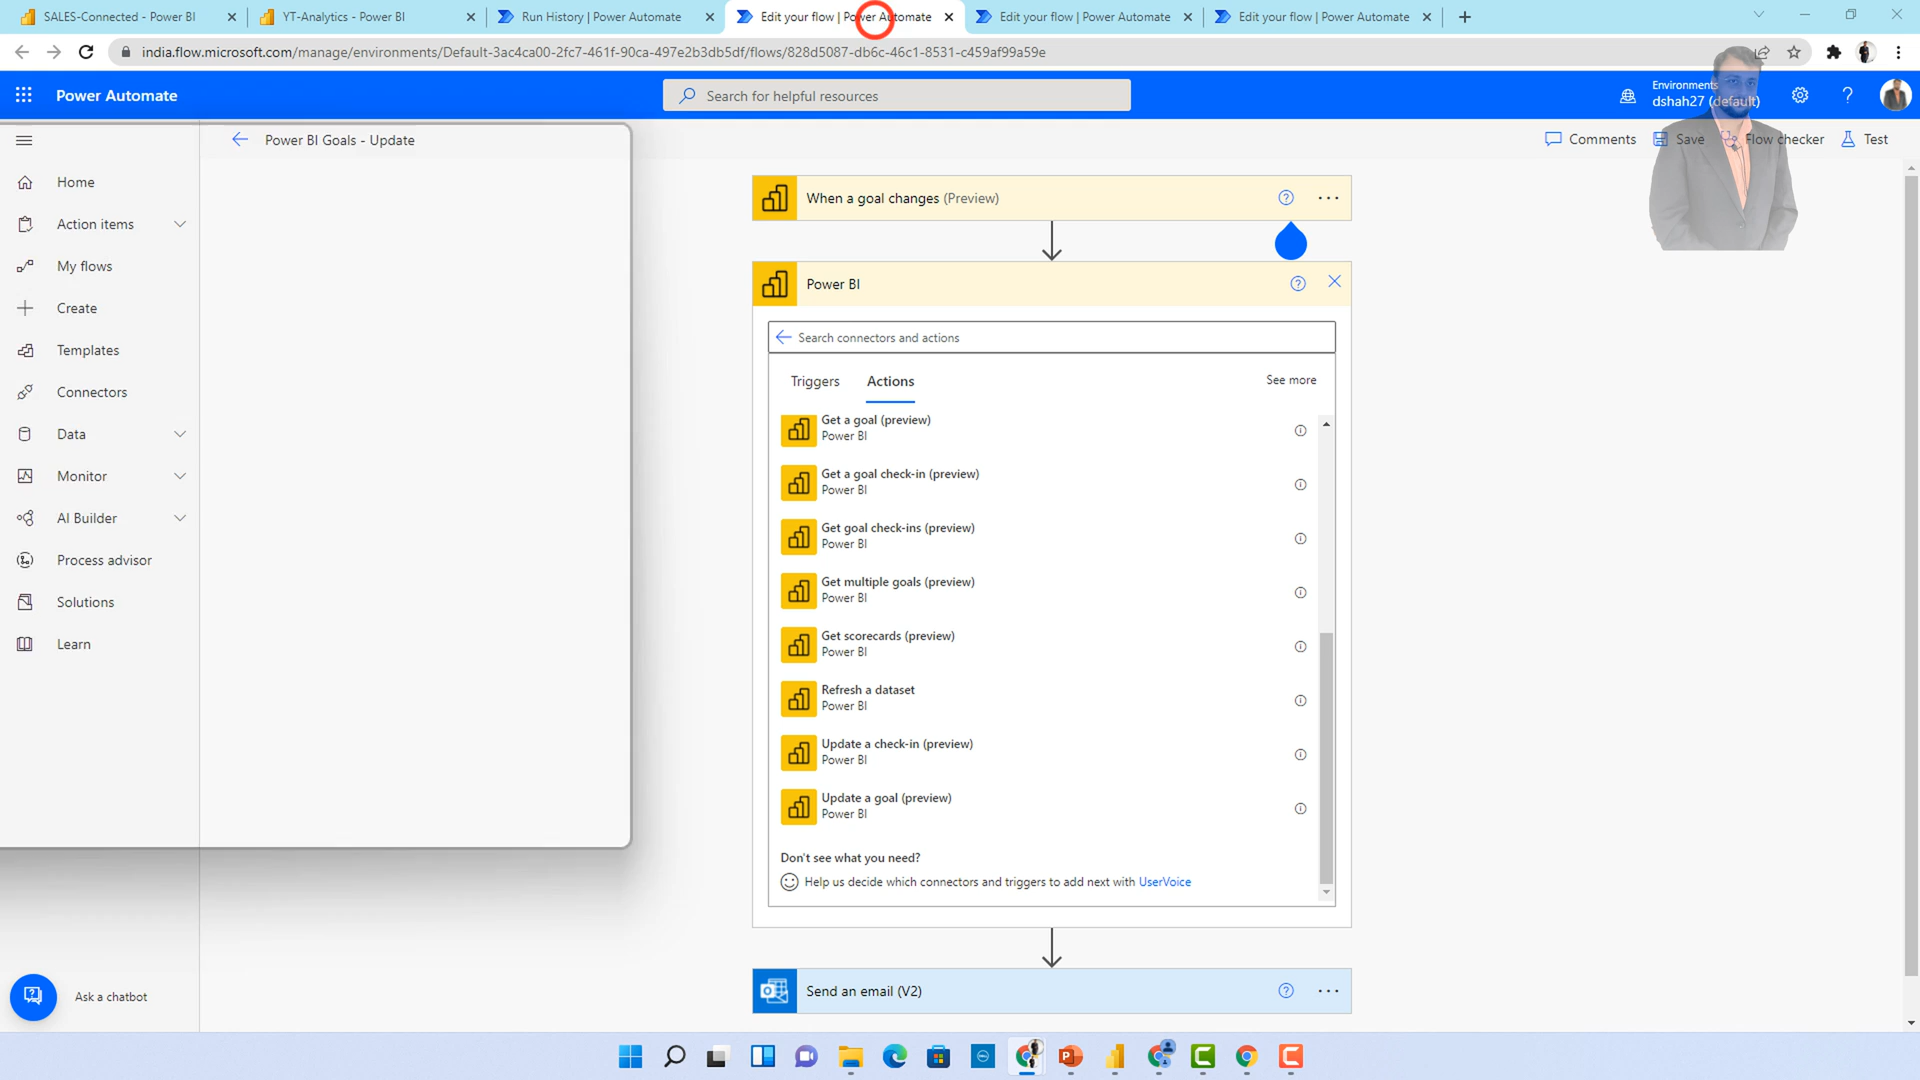 SALES-Connected - Power BI
YT-Analytics - Power BI
Run History | Power Automate
Edit your flow | Power Automate
Edit your flow | Power Automate
Edit your flow | Power Automate
india.flow.microsoft.com/manage/environments/Default-3ac4ca00-2fc7-461f-90ca-497e2b3db5df/flows/828d5087-db6c-46c1-8531-c459af99a59e
Power Automate
Search for helpful resources
Environments
dshah27 (default)
Power BI Goals - Update
Comments
Save
Flow checker
Test
Home
Action items
My flows
Create
Templates
Connectors
Data
Monitor
AI Builder
Process advisor
Solutions
Learn
Ask a chatbot
When a goal changes (Preview)
Power BI
Search connectors and actions
Triggers
Actions
See more
Get a goal (preview)
Power BI
Get a goal check-in (preview)
Power BI
Get goal check-ins (preview)
Power BI
Get multiple goals (preview)
Power BI
Get scorecards (preview)
Power BI
Refresh a dataset
Power BI
Update a check-in (preview)
Power BI
Update a goal (preview)
Power BI
Don't see what you need?
Help us decide which connectors and triggers to add next with UserVoice
Send an email (V2)